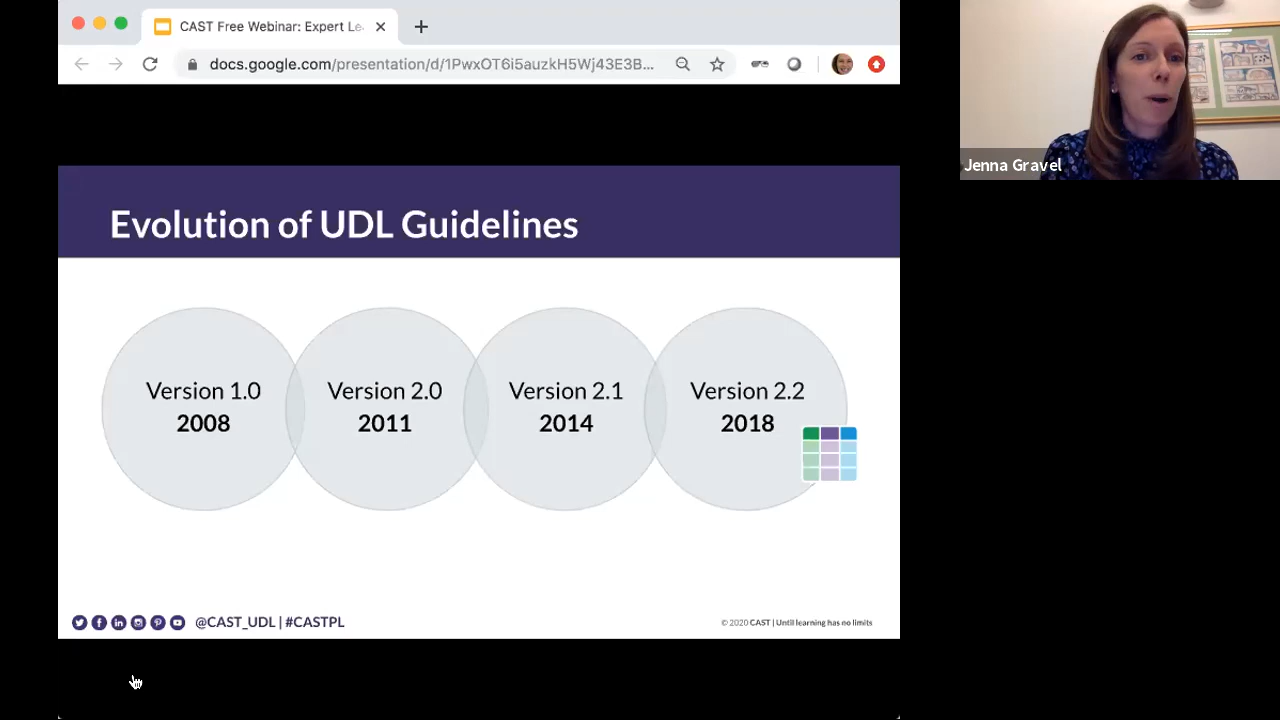 CAST Free Webinar: Expert Le
docs.google.com/presentation/d/1PwxOT6i5auzkH5Wj43E3B...
Jenna Gravel
Evolution of UDL Guidelines
Version 1.0
2008
Version 2.0
2011
Version 2.1
2014
Version 2.2
2018
@CAST_UDL | #CASTPL
© 2020 CAST | Until learning has no limits